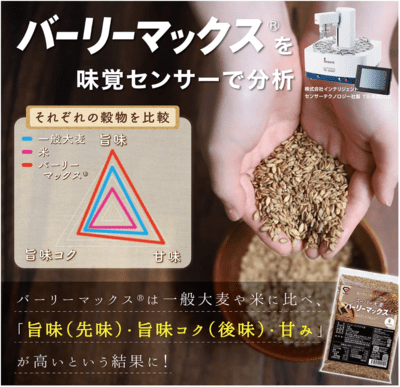 バーリーマックス®を
味覚センサーで分析
株式会社インテリジェント
センサーテクノロジー社製
それぞれの穀物を比較
一般大麦
米
バーリー
マックス®
旨味
旨味コク
甘味
バーリーマックス®は一般大麦や米に比べ、
「旨味(先味)・旨味コク(後味)・甘み」
が高いという結果に!
バーリーマックス